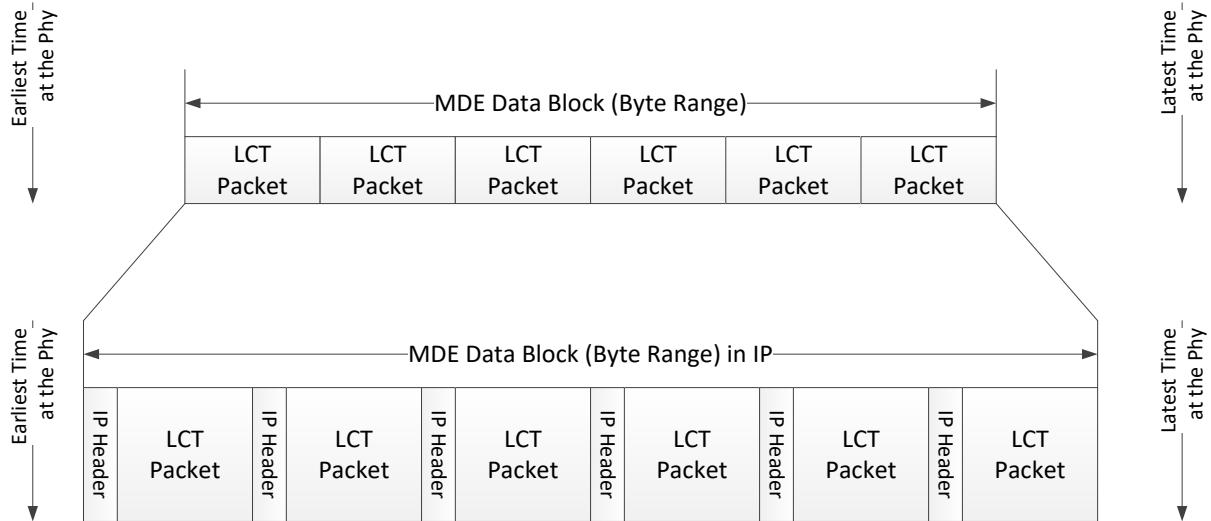 Earliest Time
at the Phy
Latest Time
at the Phy
MDE Data Block (Byte Range)
LCT
Packet
LCT
Packet
LCT
Packet
LCT
Packet
LCT
Packet
LCT
Packet
Earliest Time
at the Phy
Latest Time
at the Phy
MDE Data Block (Byte Range) in IP
IP Header
LCT
Packet
IP Header
LCT
Packet
IP Header
LCT
Packet
IP Header
LCT
Packet
IP Header
LCT
Packet
IP Header
LCT
Packet